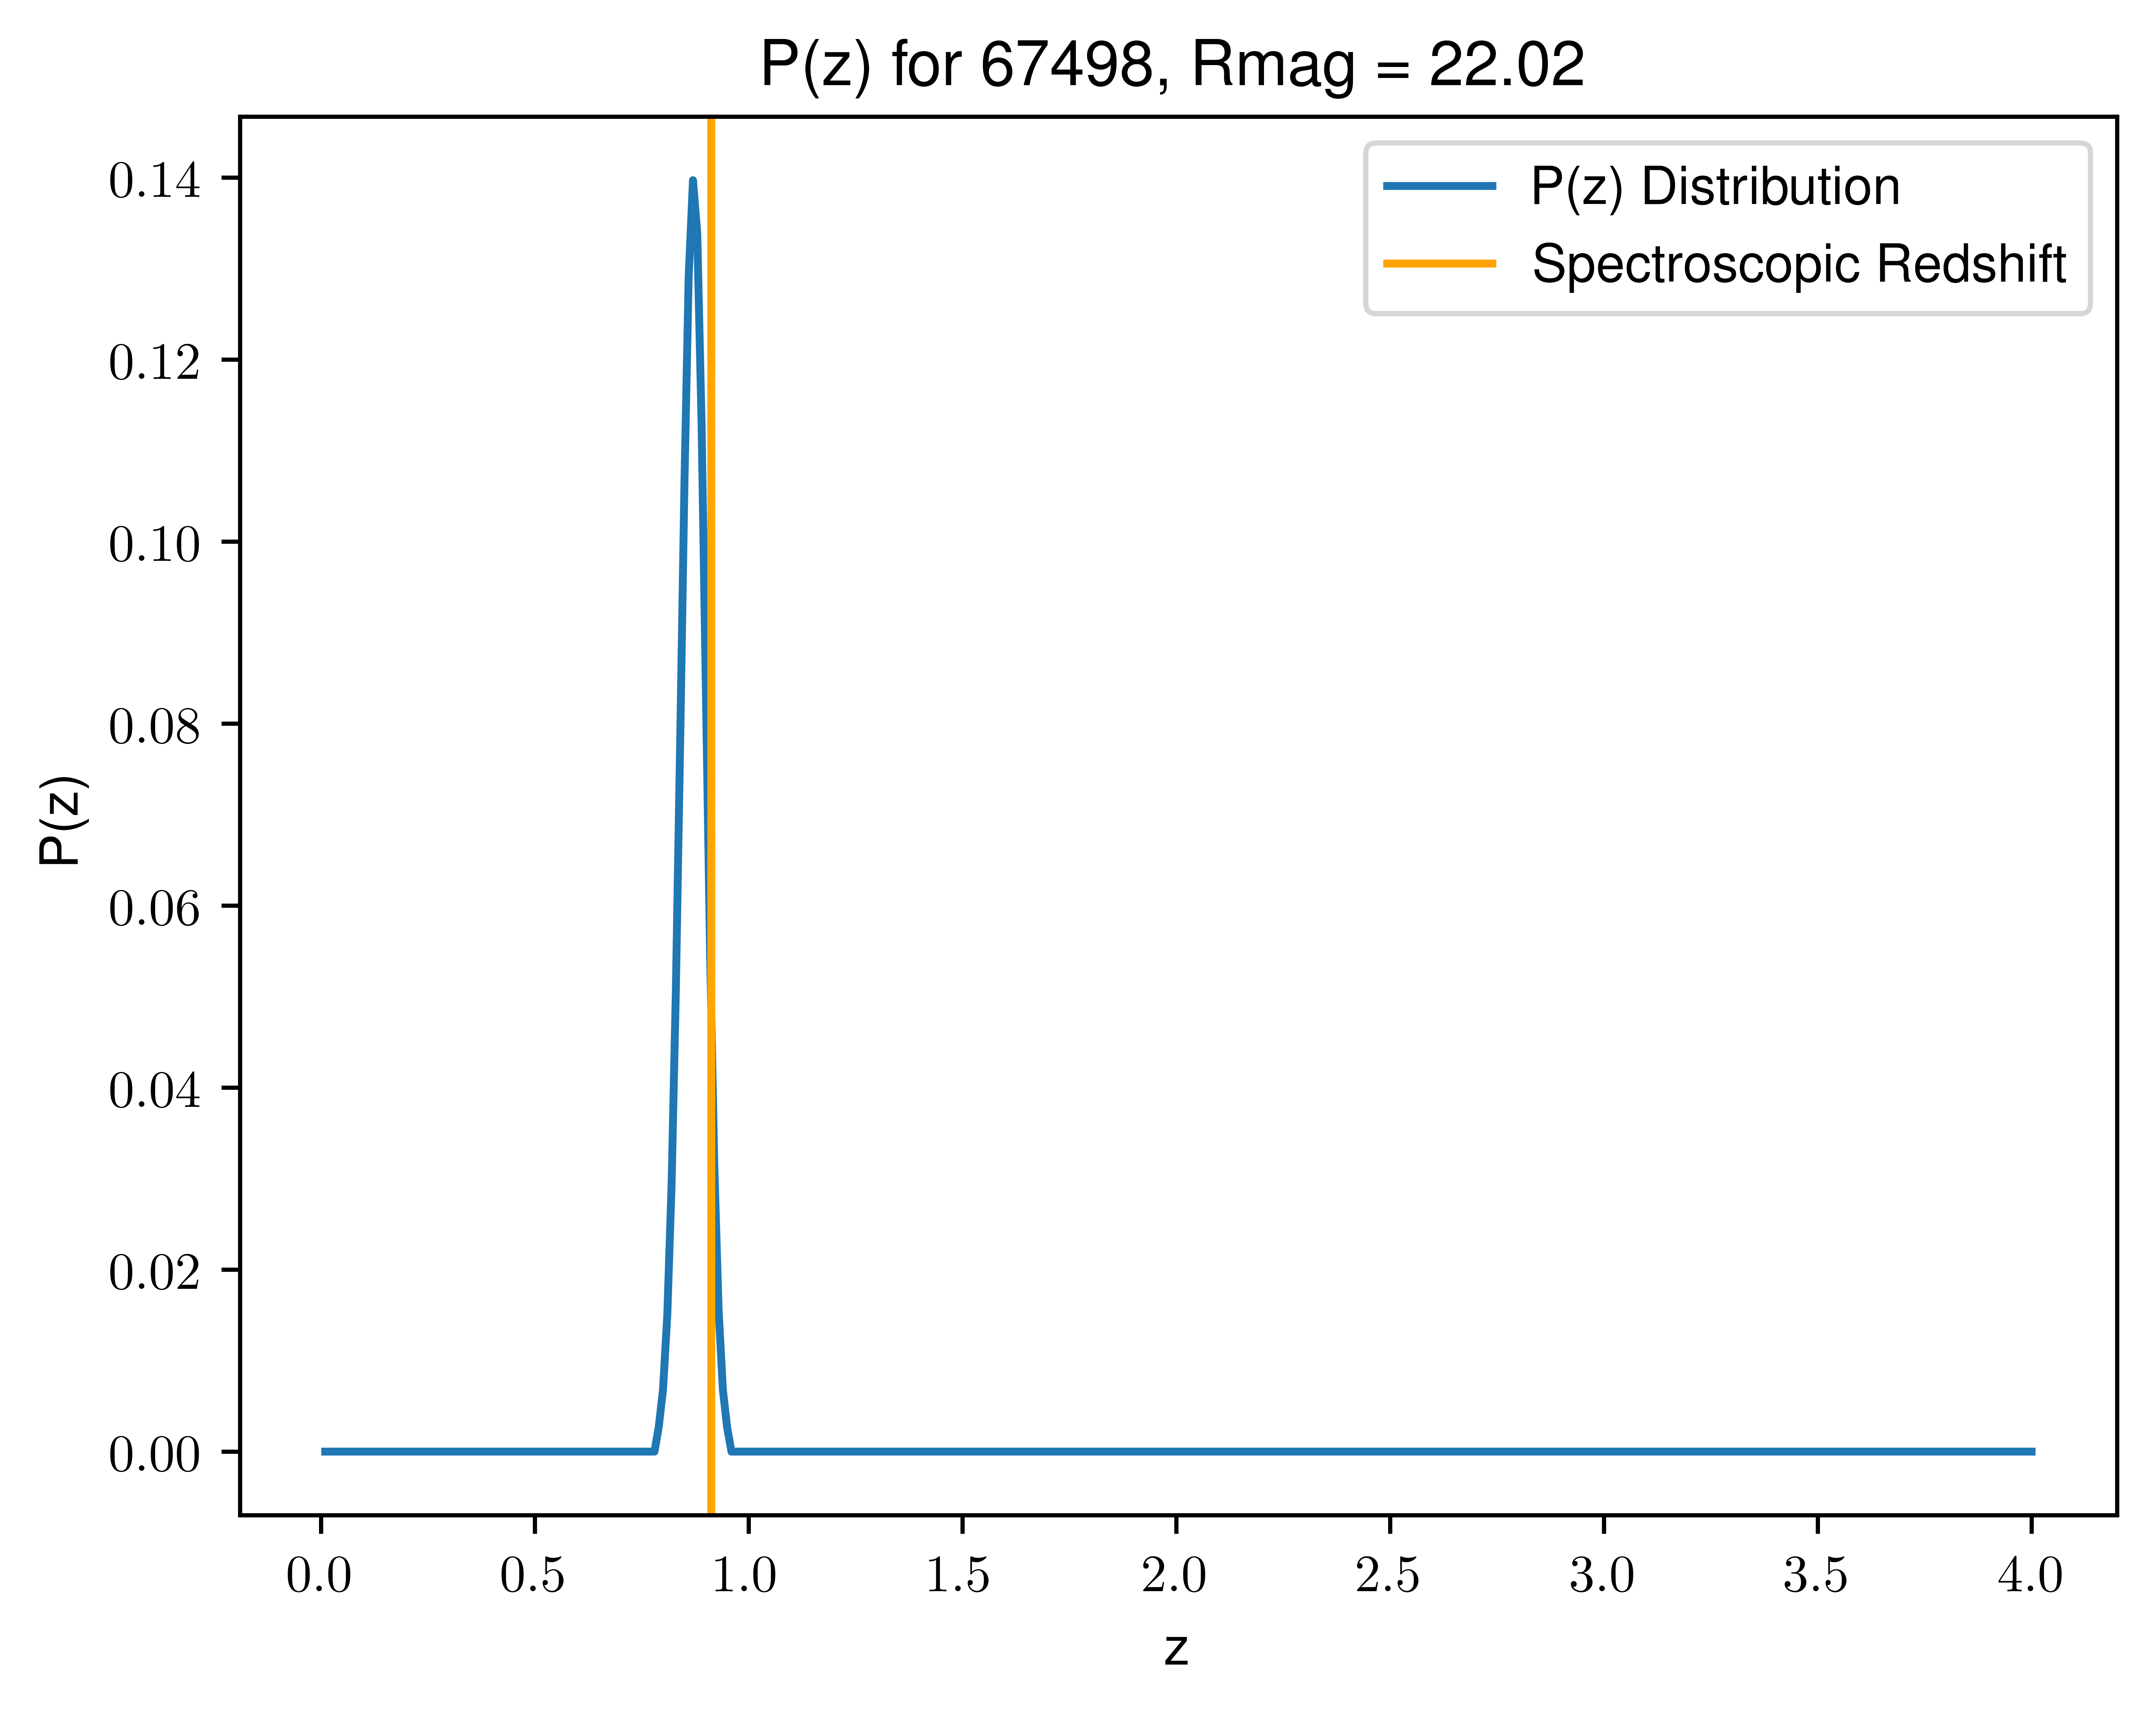 P(z) for 67498, Rmag = 22.02
P(z) Distribution
Spectroscopic Redshift
0.14
0.12
0.10
0.08
0.06
0.04
0.02
0.00
P(z)
0.0 0.5 1.0 1.5 2.0 2.5 3.0 3.5 4.0
z